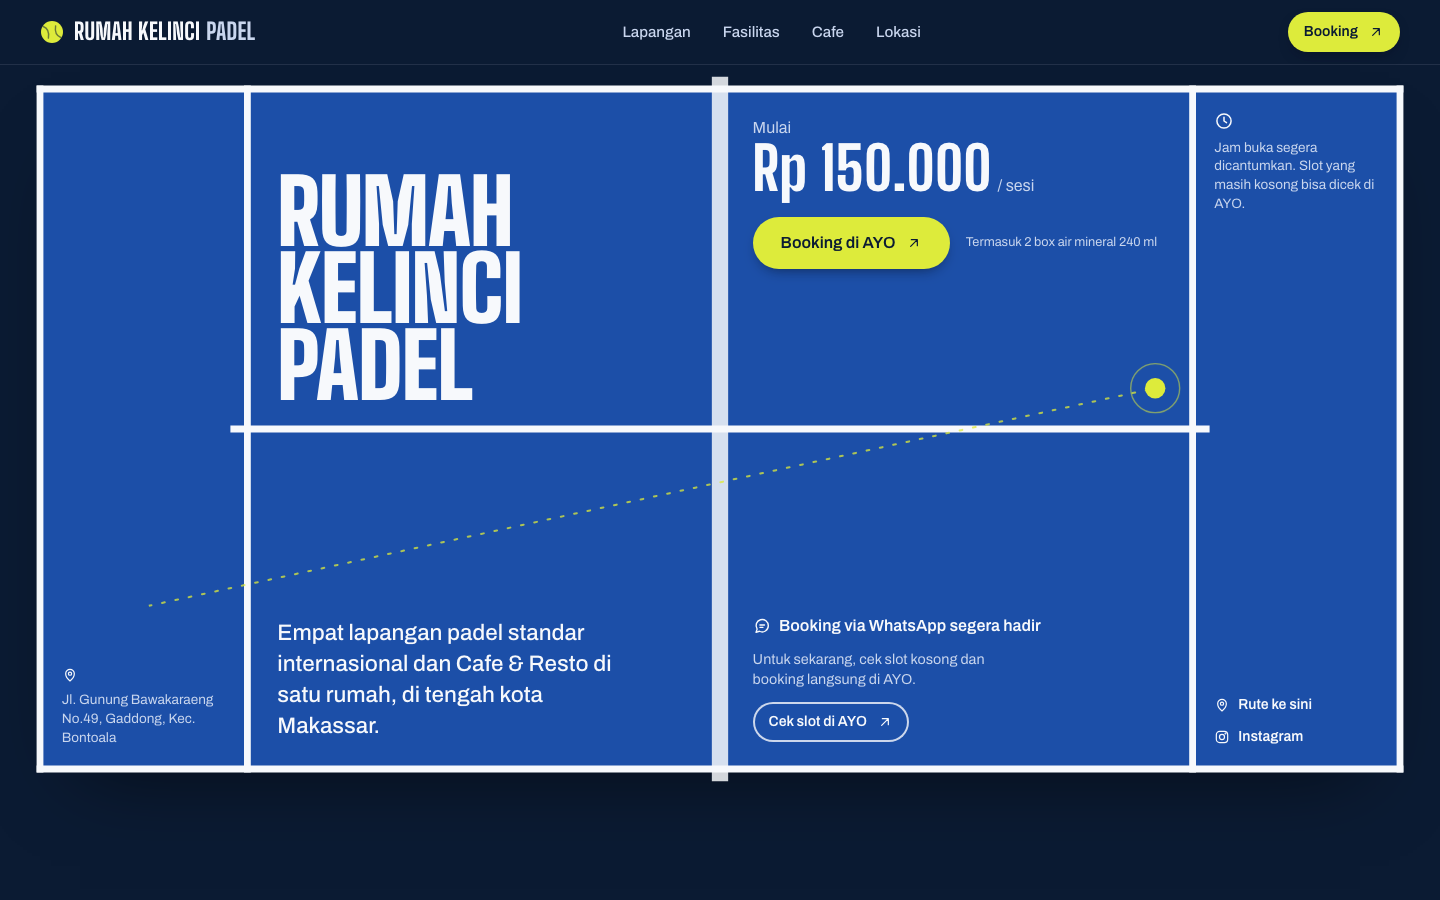 RUMAH KELINCI PADEL
Lapangan
Fasilitas
Cafe
Lokasi
Booking
RUMAH
KELINCI
PADEL
Mulai
Rp 150.000 / sesi
Booking di AYO
Termasuk 2 box air mineral 240 ml
Jam buka segera
dicantumkan. Slot yang
masih kosong bisa dicek di
AYO.
Jl. Gunung Bawakaraeng
No.49, Gaddong, Kec.
Bontoala
Empat lapangan padel standar
internasional dan Cafe & Resto di
satu rumah, di tengah kota
Makassar.
Booking via WhatsApp segera hadir
Untuk sekarang, cek slot kosong dan
booking langsung di AYO.
Cek slot di AYO
Rute ke sini
Instagram